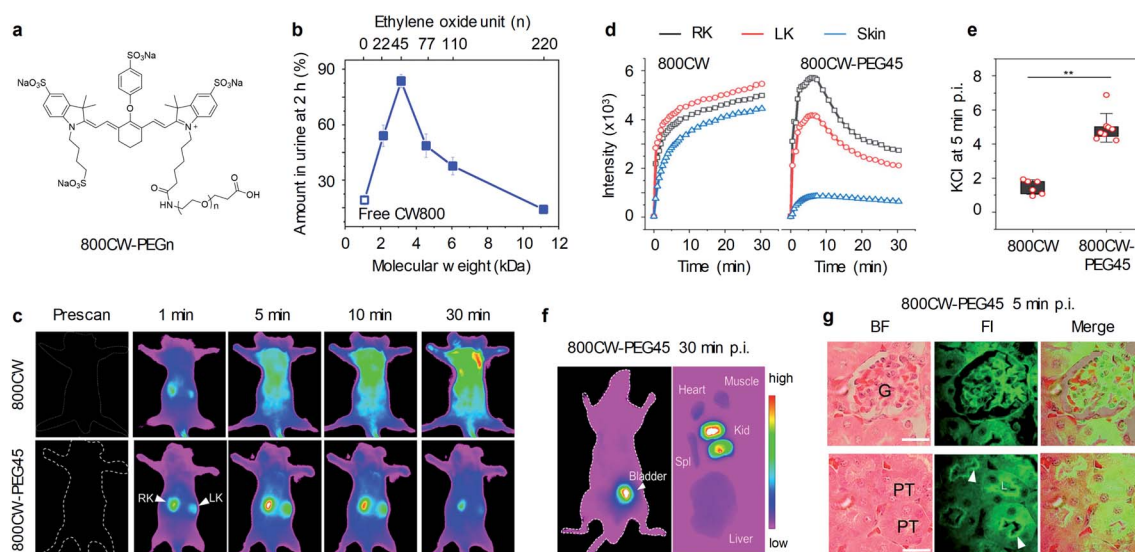 a
SO₃Na
NaO₃S
SO₃Na
O
N
N⁺
NaO₃S
O
HN
O
n
O
OH
800CW-PEGn
b
Ethylene oxide unit (n)
0 22 45 77 110 220
Amount in urine at 2 h (%)
90
60
30
0
Free CW800
0 2 4 6 8 10 12
Molecular weight (kDa)
d
RK LK Skin
800CW 800CW-PEG45
Intensity (x10³)
6
4
2
0
0 10 20 30 0 10 20 30
Time (min) Time (min)
e
**
KCI at 5 min p.i.
8
6
4
2
0
800CW 800CW-
PEG45
c
Prescan 1 min 5 min 10 min 30 min
800CW
800CW-PEG45
RK LK
f
800CW-PEG45 30 min p.i.
high
low
Heart Muscle
Kid
Spl
Bladder
Liver
g
800CW-PEG45 5 min p.i.
BF FI Merge
G
PT
PT
L